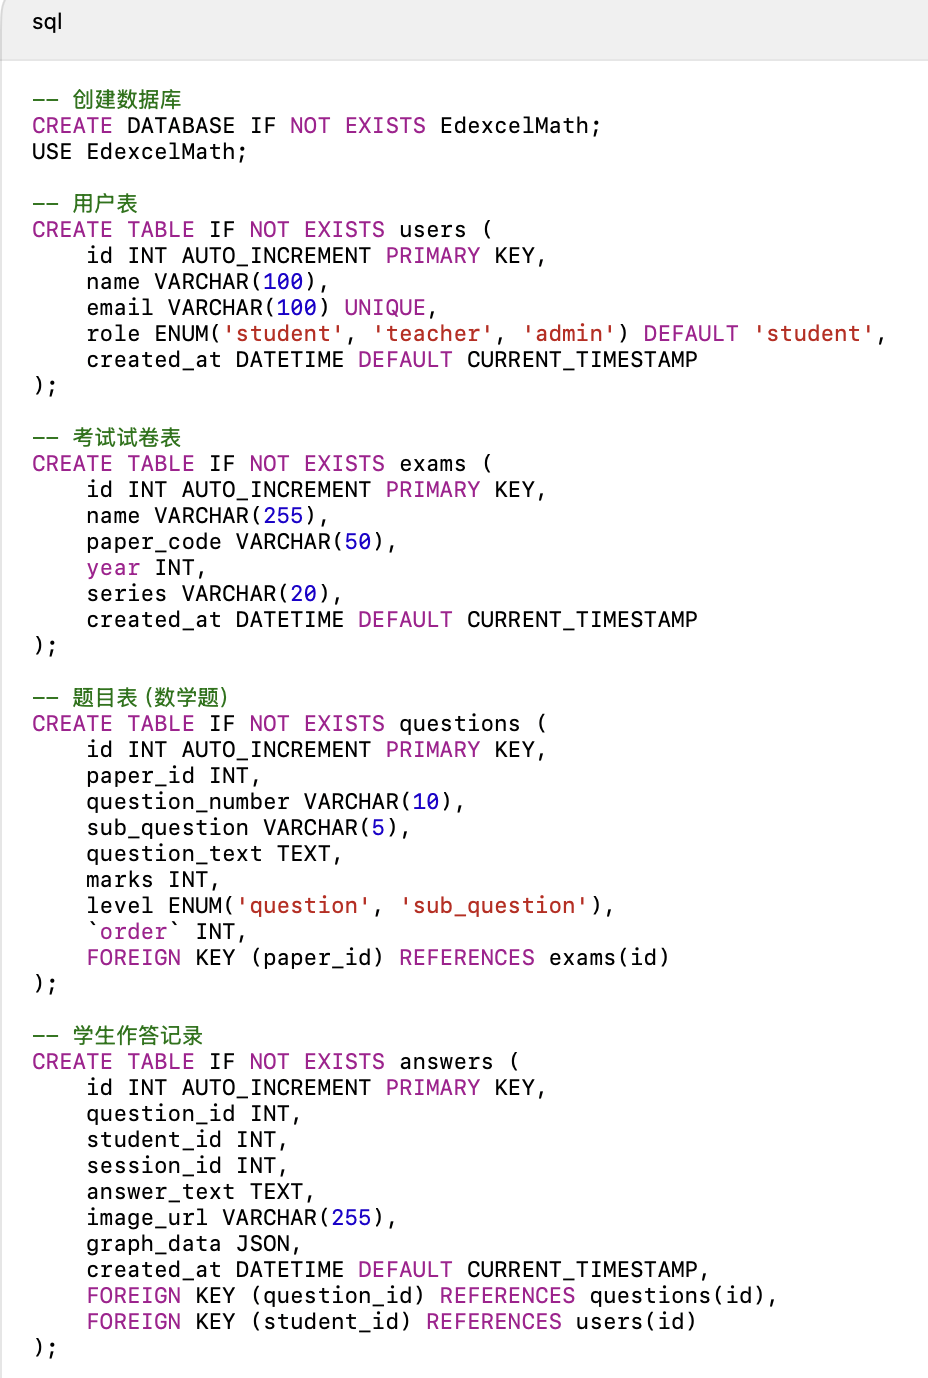 sql
-- 创建数据库
CREATE DATABASE IF NOT EXISTS EdexcelMath;
USE EdexcelMath;
-- 用户表
CREATE TABLE IF NOT EXISTS users (
    id INT AUTO_INCREMENT PRIMARY KEY,
    name VARCHAR(100),
    email VARCHAR(100) UNIQUE,
    role ENUM('student', 'teacher', 'admin') DEFAULT 'student',
    created_at DATETIME DEFAULT CURRENT_TIMESTAMP
);
-- 考试试卷表
CREATE TABLE IF NOT EXISTS exams (
    id INT AUTO_INCREMENT PRIMARY KEY,
    name VARCHAR(255),
    paper_code VARCHAR(50),
    year INT,
    series VARCHAR(20),
    created_at DATETIME DEFAULT CURRENT_TIMESTAMP
);
-- 题目表（数学题）
CREATE TABLE IF NOT EXISTS questions (
    id INT AUTO_INCREMENT PRIMARY KEY,
    paper_id INT,
    question_number VARCHAR(10),
    sub_question VARCHAR(5),
    question_text TEXT,
    marks INT,
    level ENUM('question', 'sub_question'),
    `order` INT,
    FOREIGN KEY (paper_id) REFERENCES exams(id)
);
-- 学生作答记录
CREATE TABLE IF NOT EXISTS answers (
    id INT AUTO_INCREMENT PRIMARY KEY,
    question_id INT,
    student_id INT,
    session_id INT,
    answer_text TEXT,
    image_url VARCHAR(255),
    graph_data JSON,
    created_at DATETIME DEFAULT CURRENT_TIMESTAMP,
    FOREIGN KEY (question_id) REFERENCES questions(id),
    FOREIGN KEY (student_id) REFERENCES users(id)
);